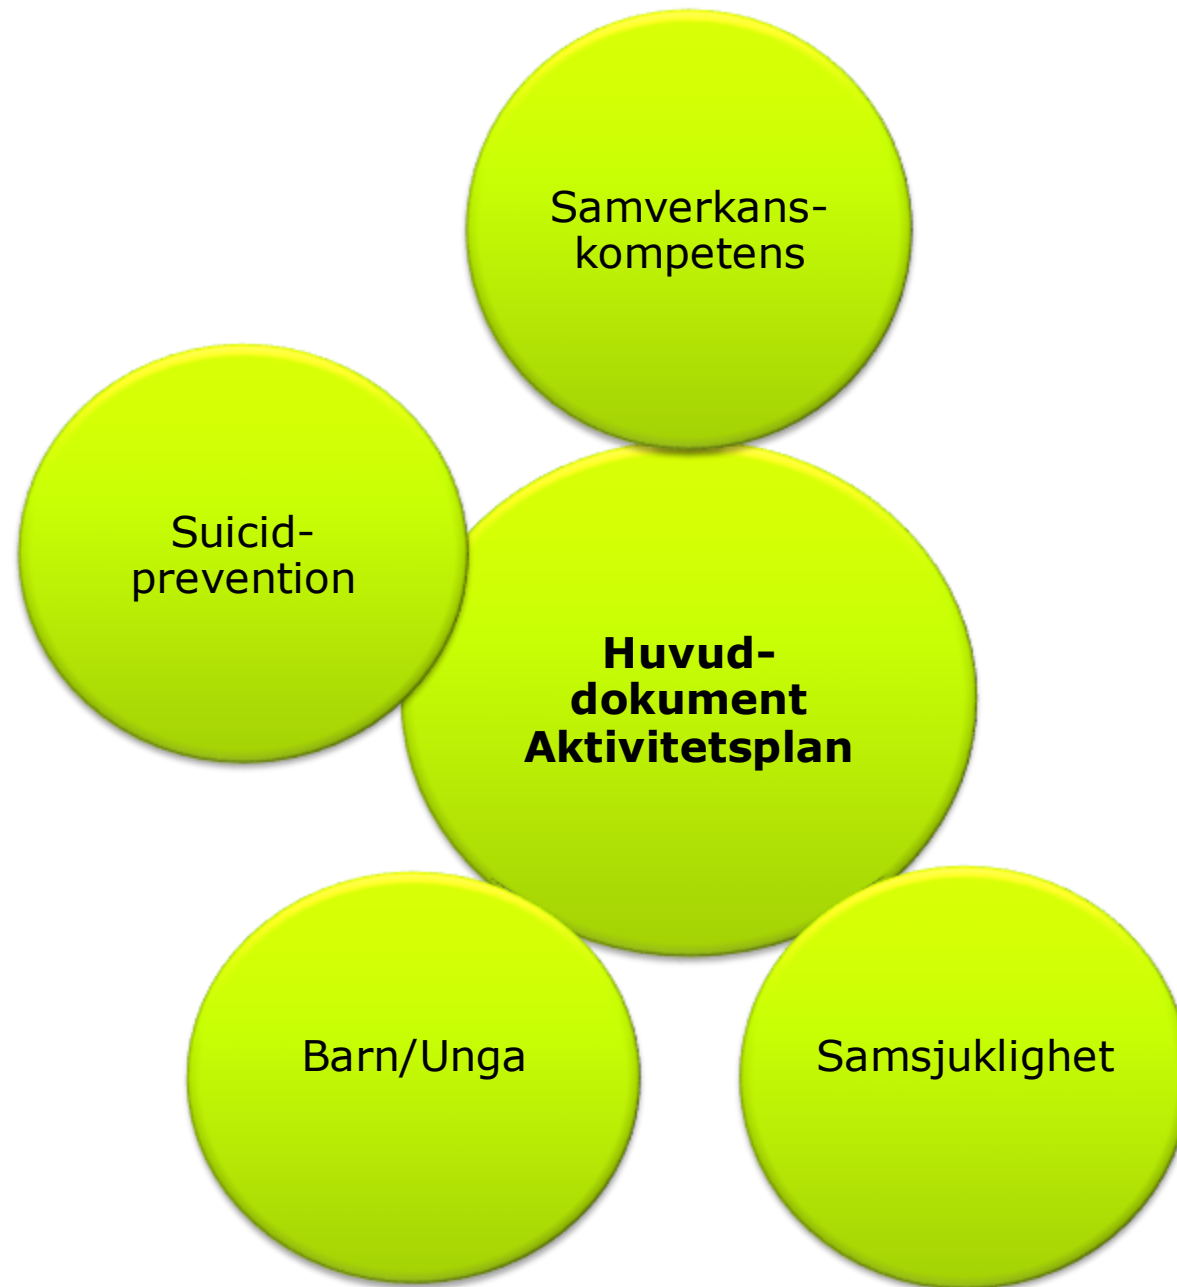 Samverkans-
kompetens
Suicid-
prevention
Huvud-
dokument
Aktivitetsplan
Barn/Unga
Samsjuklighet